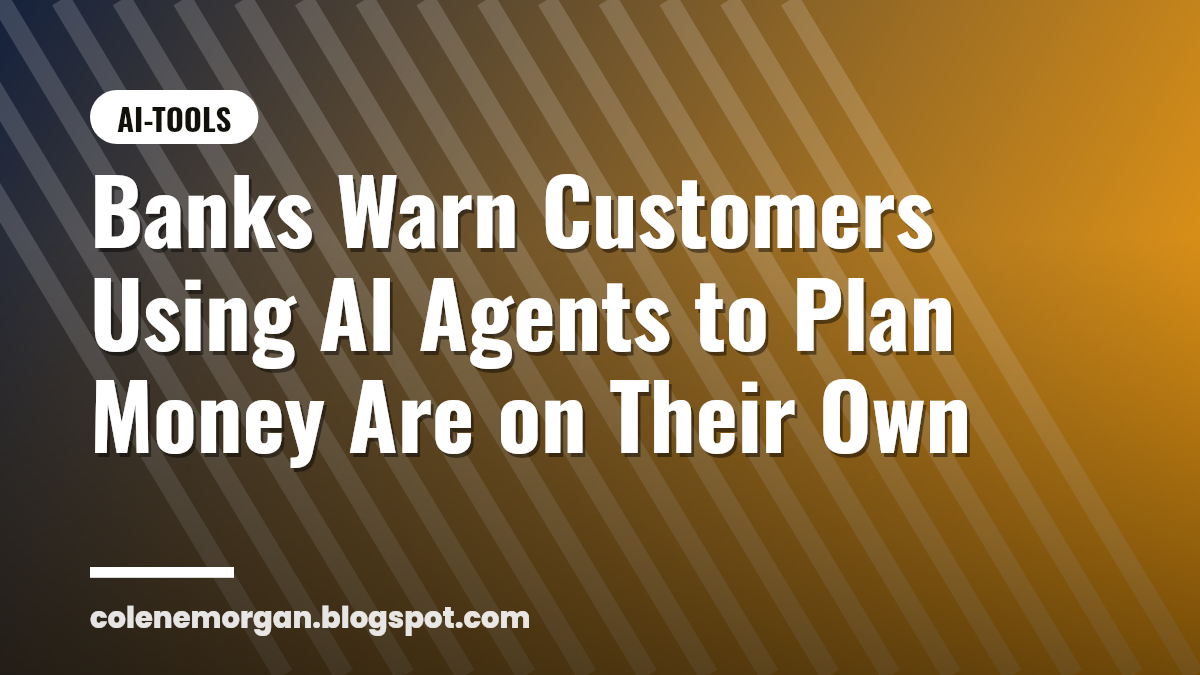 AI-TOOLS
Banks Warn Customers
Using AI Agents to Plan
Money Are on Their Own
colenemorgan.blogspot.com